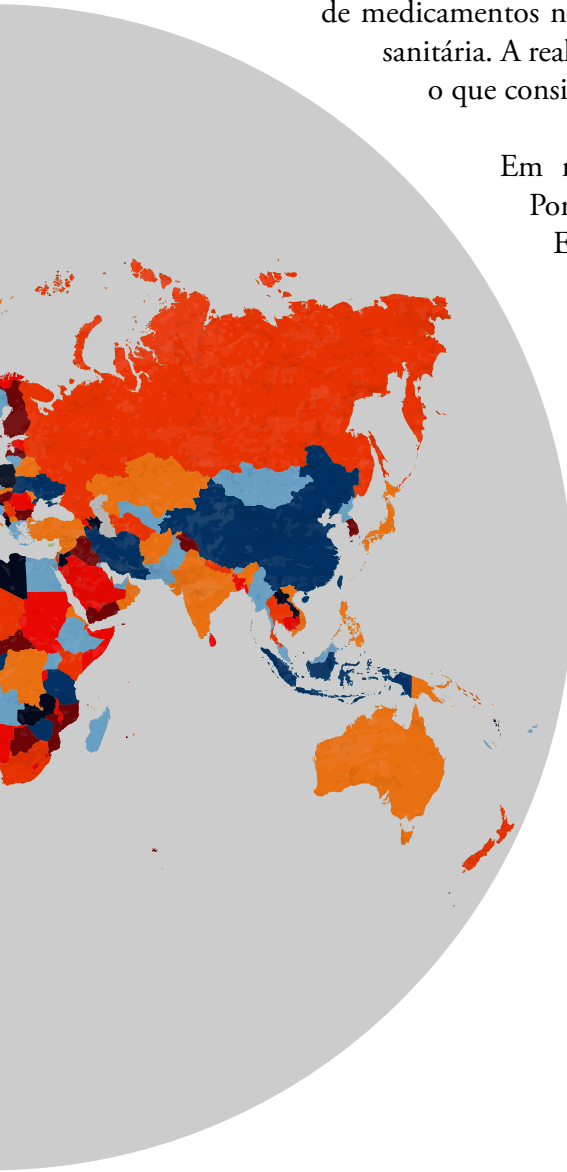 de medicamentos n
sanitária. A real
o que consi
Em
Por
E